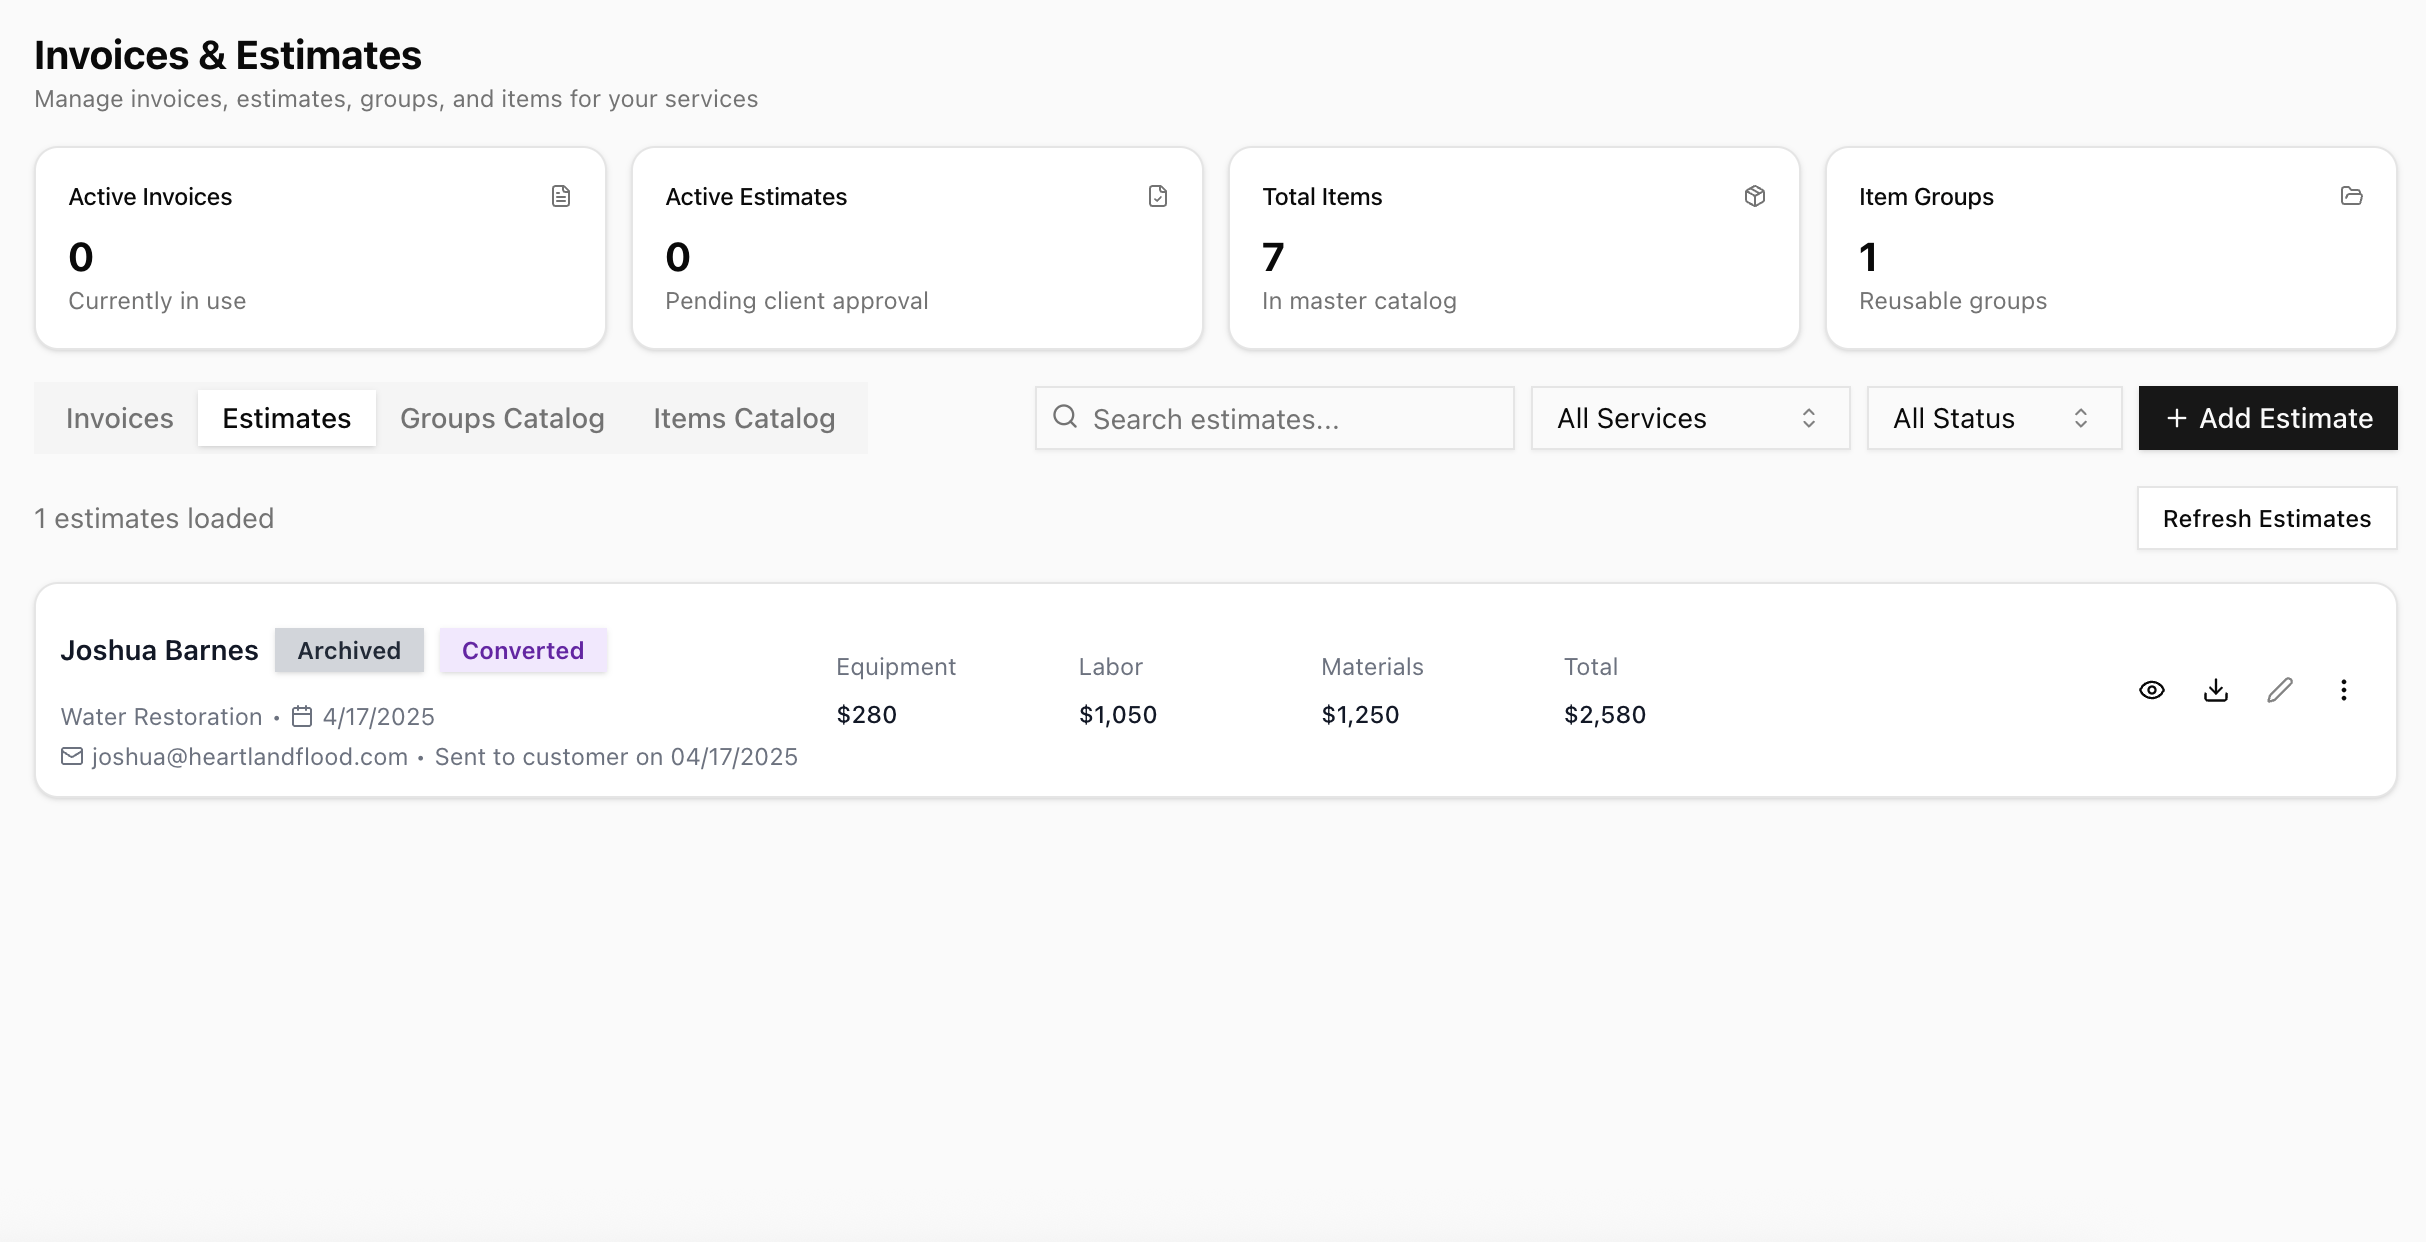 Invoices & Estimates
Manage invoices, estimates, groups, and items for your services
Active Invoices
0
Currently in use
Active Estimates
0
Pending client approval
Total Items
7
In master catalog
Item Groups
1
Reusable groups
Invoices Estimates Groups Catalog Items Catalog
Search estimates...
All Services
All Status
+ Add Estimate
1 estimates loaded
Refresh Estimates
Joshua Barnes Archived Converted
Water Restoration • 4/17/2025
joshua@heartlandflood.com • Sent to customer on 04/17/2025
Equipment
$280
Labor
$1,050
Materials
$1,250
Total
$2,580